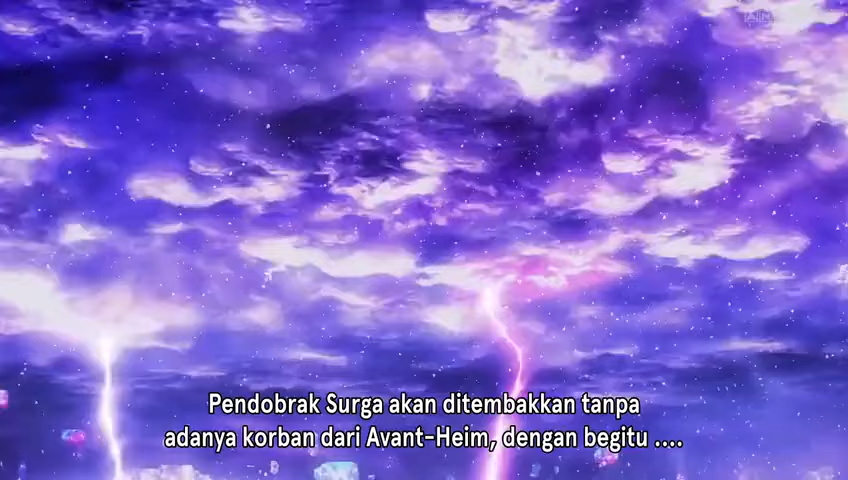 Pendobrak Surga akan ditembakkan tanpa
adanya korban dari Avant-Heim, dengan begitu ....